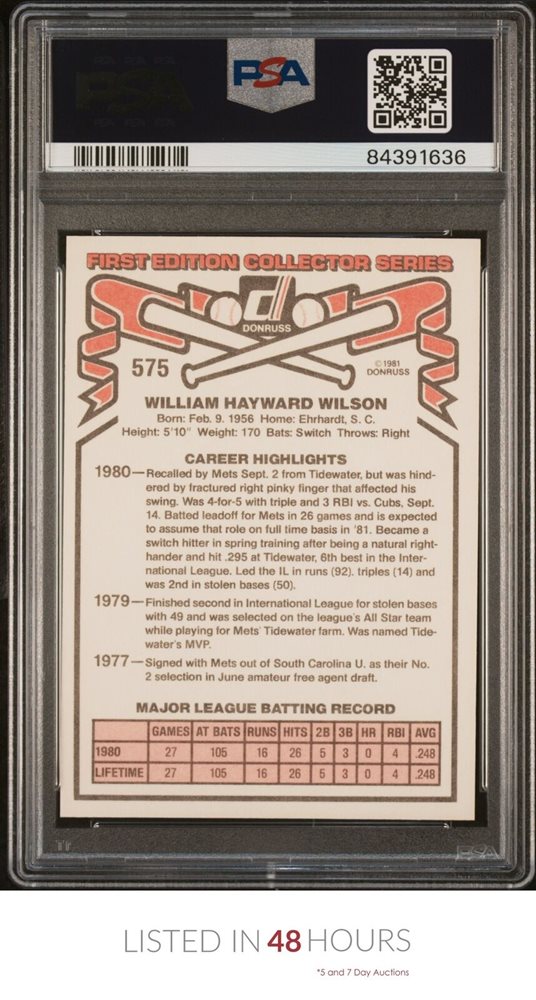 PSA
84391636
FIRST EDITION COLLECTOR SERIES
d
DONRUSS
575
© 1981
DONRUSS
WILLIAM HAYWARD WILSON
Born: Feb. 9. 1956 Home: Ehrhardt, S. C.
Height: 5'10" Weight: 170 Bats: Switch Throws: Right
CAREER HIGHLIGHTS
1980—Recalled by Mets Sept. 2 from Tidewater, but was hind-
ered by fractured right pinky finger that affected his
swing. Was 4-for-5 with triple and 3 RBI vs. Cubs, Sept.
14. Batted leadoff for Mets in 26 games and is expected
to assume that role on full time basis in '81. Became a
switch hitter in spring training after being a natural right-
hander and hit .295 at Tidewater, 6th best in the Inter-
national League. Led the IL in runs (92). triples (14) and
was 2nd in stolen bases (50).
1979—Finished second in International League for stolen bases
with 49 and was selected on the league's All Star team
while playing for Mets' Tidewater farm. Was named Tide-
water's MVP.
1977—Signed with Mets out of South Carolina U. as their No.
2 selection in June amateur free agent draft.
MAJOR LEAGUE BATTING RECORD
GAMES AT BATS RUNS HITS 2B 3B HR RBI AVG
1980 27 105 16 26 5 3 0 4 .248
LIFETIME 27 105 16 26 5 3 0 4 .248
PSA
LISTED IN 48 HOURS
*5 and 7 Day Auctions